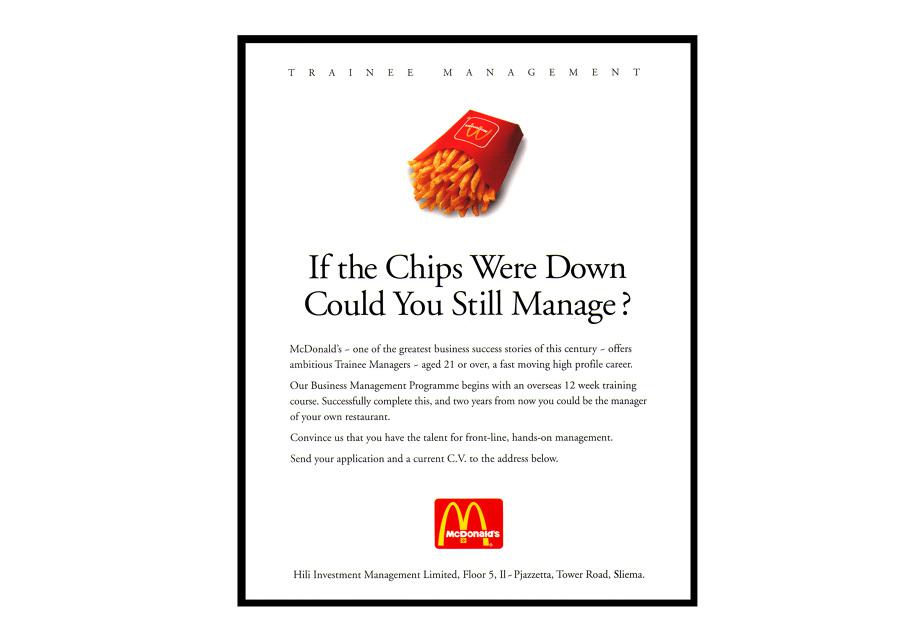 TRAINEE MANAGEMENT
If the Chips Were Down
Could You Still Manage?
McDonald's – one of the greatest business success stories of this century – offers
ambitious Trainee Managers – aged 21 or over, a fast moving high profile career.
Our Business Management Programme begins with an overseas 12 week training
course. Successfully complete this, and two years from now you could be the manager
of your own restaurant.
Convince us that you have the talent for front-line, hands-on management.
Send your application and a current C.V. to the address below.
McDonald's
Hili Investment Management Limited, Floor 5, Il - Pjazzetta, Tower Road, Sliema.